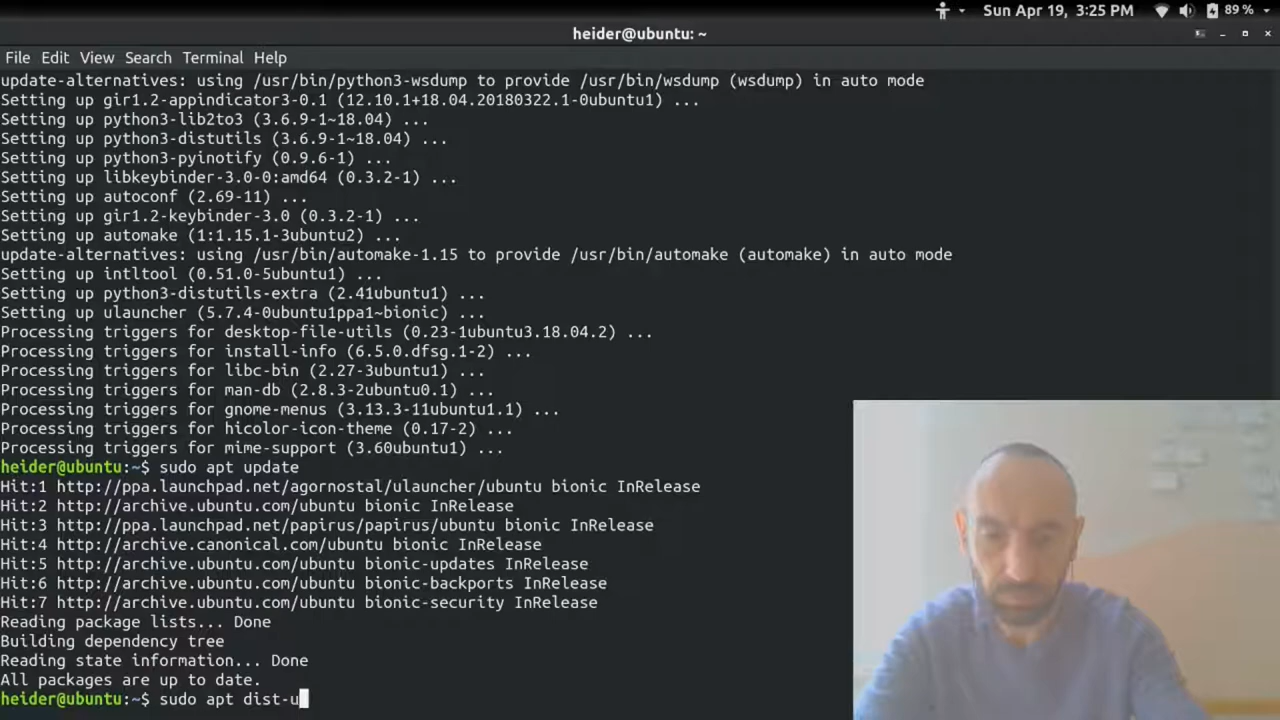 Sun Apr 19, 3:25 PM
89 %
heider@ubuntu: ~
File Edit View Search Terminal Help
update-alternatives: using /usr/bin/python3-wsdump to provide /usr/bin/wsdump (wsdump) in auto mode
Setting up gir1.2-appindicator3-0.1 (12.10.1+18.04.20180322.1-0ubuntu1) ...
Setting up python3-lib2to3 (3.6.9-1~18.04) ...
Setting up python3-distutils (3.6.9-1~18.04) ...
Setting up python3-pyinotify (0.9.6-1) ...
Setting up libkeybinder-3.0-0:amd64 (0.3.2-1) ...
Setting up autoconf (2.69-11) ...
Setting up gir1.2-keybinder-3.0 (0.3.2-1) ...
Setting up automake (1:1.15.1-3ubuntu2) ...
update-alternatives: using /usr/bin/automake-1.15 to provide /usr/bin/automake (automake) in auto mode
Setting up intltool (0.51.0-5ubuntu1) ...
Setting up python3-distutils-extra (2.41ubuntu1) ...
Setting up ulauncher (5.7.4-0ubuntu1ppa1~bionic) ...
Processing triggers for desktop-file-utils (0.23-1ubuntu3.18.04.2) ...
Processing triggers for install-info (6.5.0.dfsg.1-2) ...
Processing triggers for libc-bin (2.27-3ubuntu1) ...
Processing triggers for man-db (2.8.3-2ubuntu0.1) ...
Processing triggers for gnome-menus (3.13.3-11ubuntu1.1) ...
Processing triggers for hicolor-icon-theme (0.17-2) ...
Processing triggers for mime-support (3.60ubuntu1) ...
heider@ubuntu:~$ sudo apt update
Hit:1 http://ppa.launchpad.net/agornostal/ulauncher/ubuntu bionic InRelease
Hit:2 http://archive.ubuntu.com/ubuntu bionic InRelease
Hit:3 http://ppa.launchpad.net/papirus/papirus/ubuntu bionic InRelease
Hit:4 http://archive.canonical.com/ubuntu bionic InRelease
Hit:5 http://archive.ubuntu.com/ubuntu bionic-updates InRelease
Hit:6 http://archive.ubuntu.com/ubuntu bionic-backports InRelease
Hit:7 http://archive.ubuntu.com/ubuntu bionic-security InRelease
Reading package lists... Done
Building dependency tree
Reading state information... Done
All packages are up to date.
heider@ubuntu:~$ sudo apt dist-u